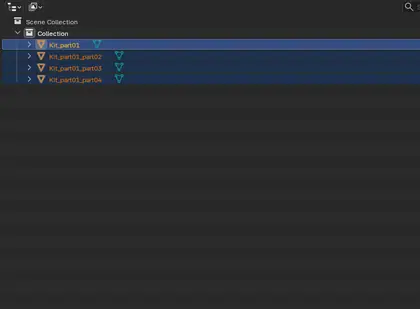 Scene Collection
Collection
Kit_part01
Kit_part01_part02
Kit_part01_part03
Kit_part01_part04